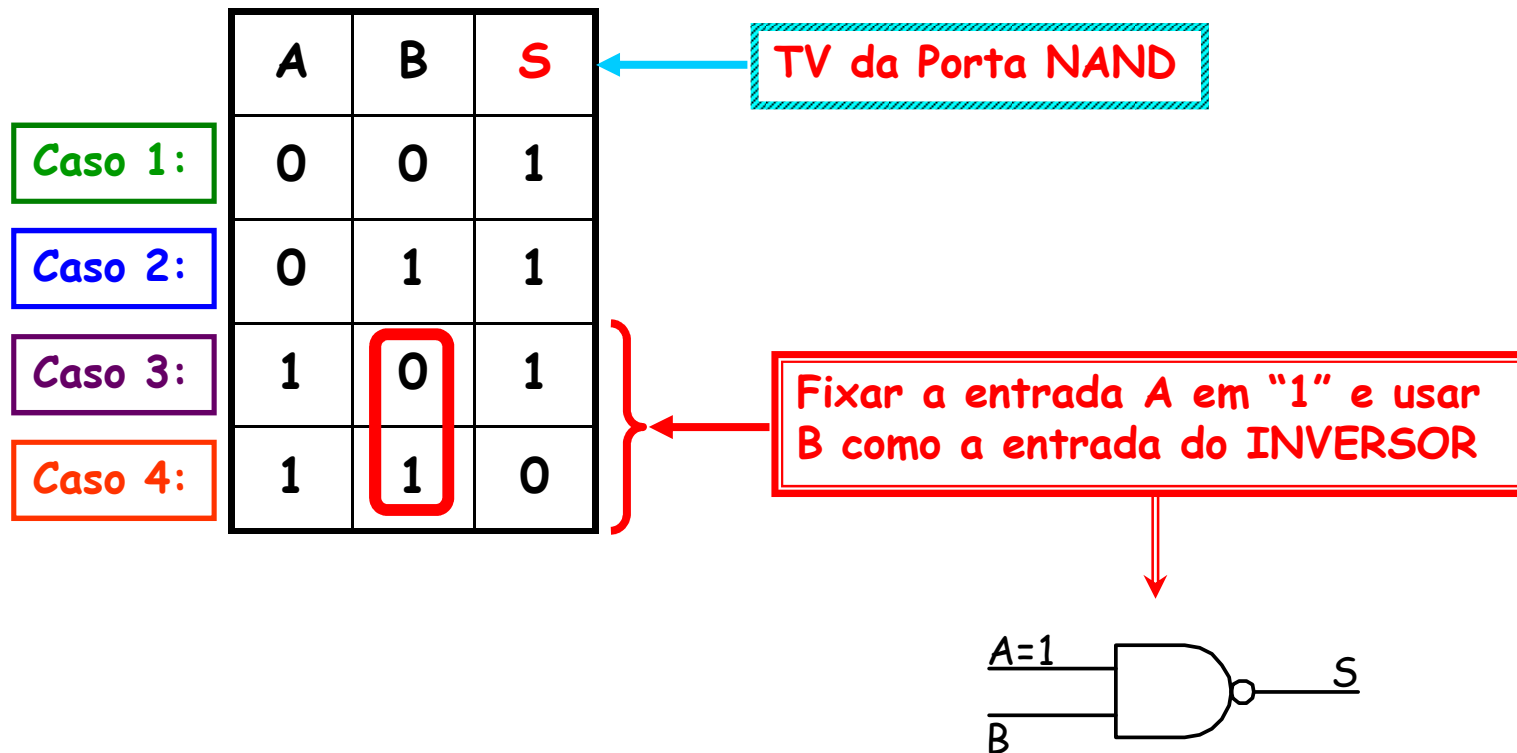 A B S
TV da Porta NAND
Caso 1: 0 0 1
Caso 2: 0 1 1
Caso 3: 1 0 1
Caso 4: 1 1 0
Fixar a entrada A em “1” e usar
B como a entrada do INVERSOR
A=1
S
B